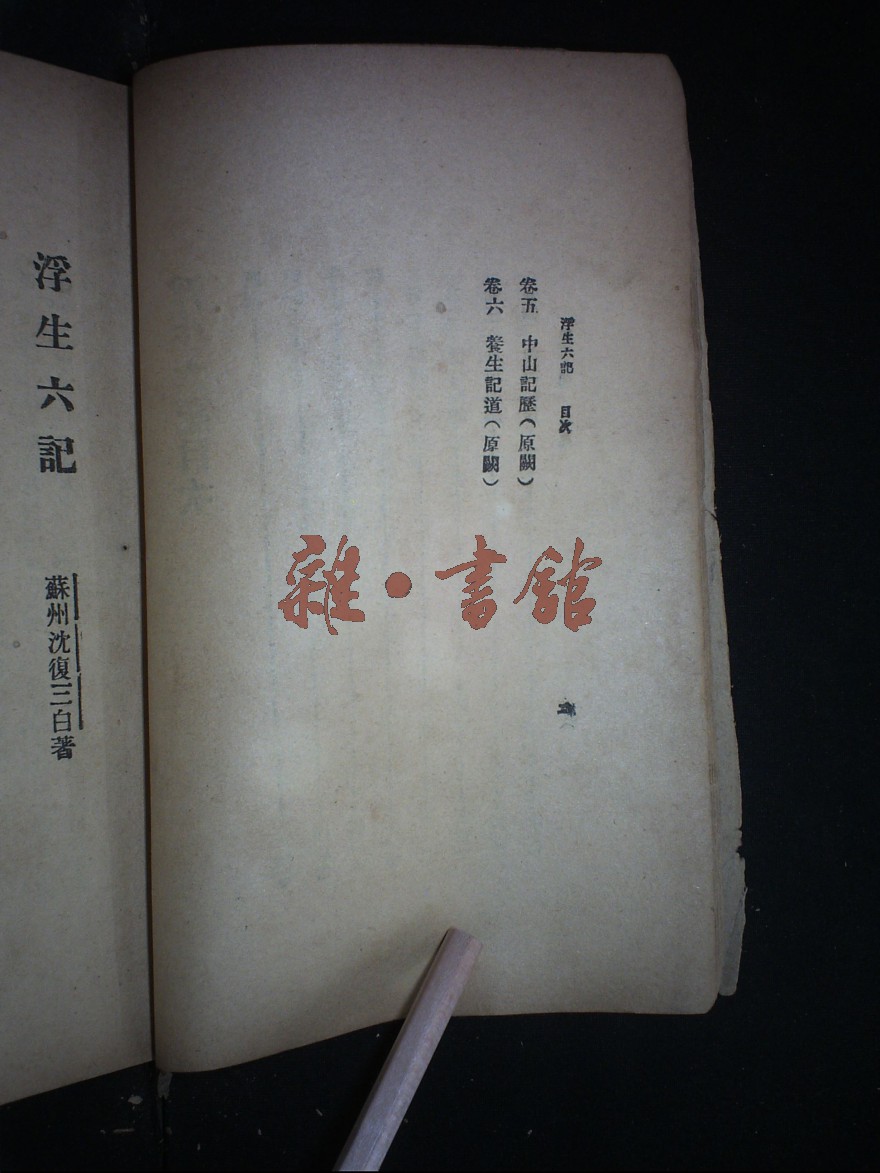 浮生六記 目次
卷五 中山記歷(原闕)
卷六 養生記道(原闕)
雜·書館
浮生六記
蘇州沈復三白著